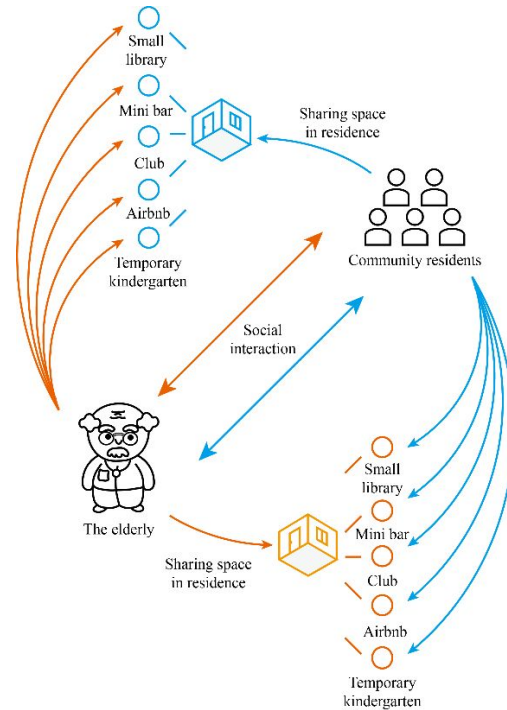 Small
library
Mini bar
Club
Airbnb
Temporary
kindergarten
Sharing space
in residence
Community residents
Social
interaction
The elderly
Sharing space
in residence
Small
library
Mini bar
Club
Airbnb
Temporary
kindergarten